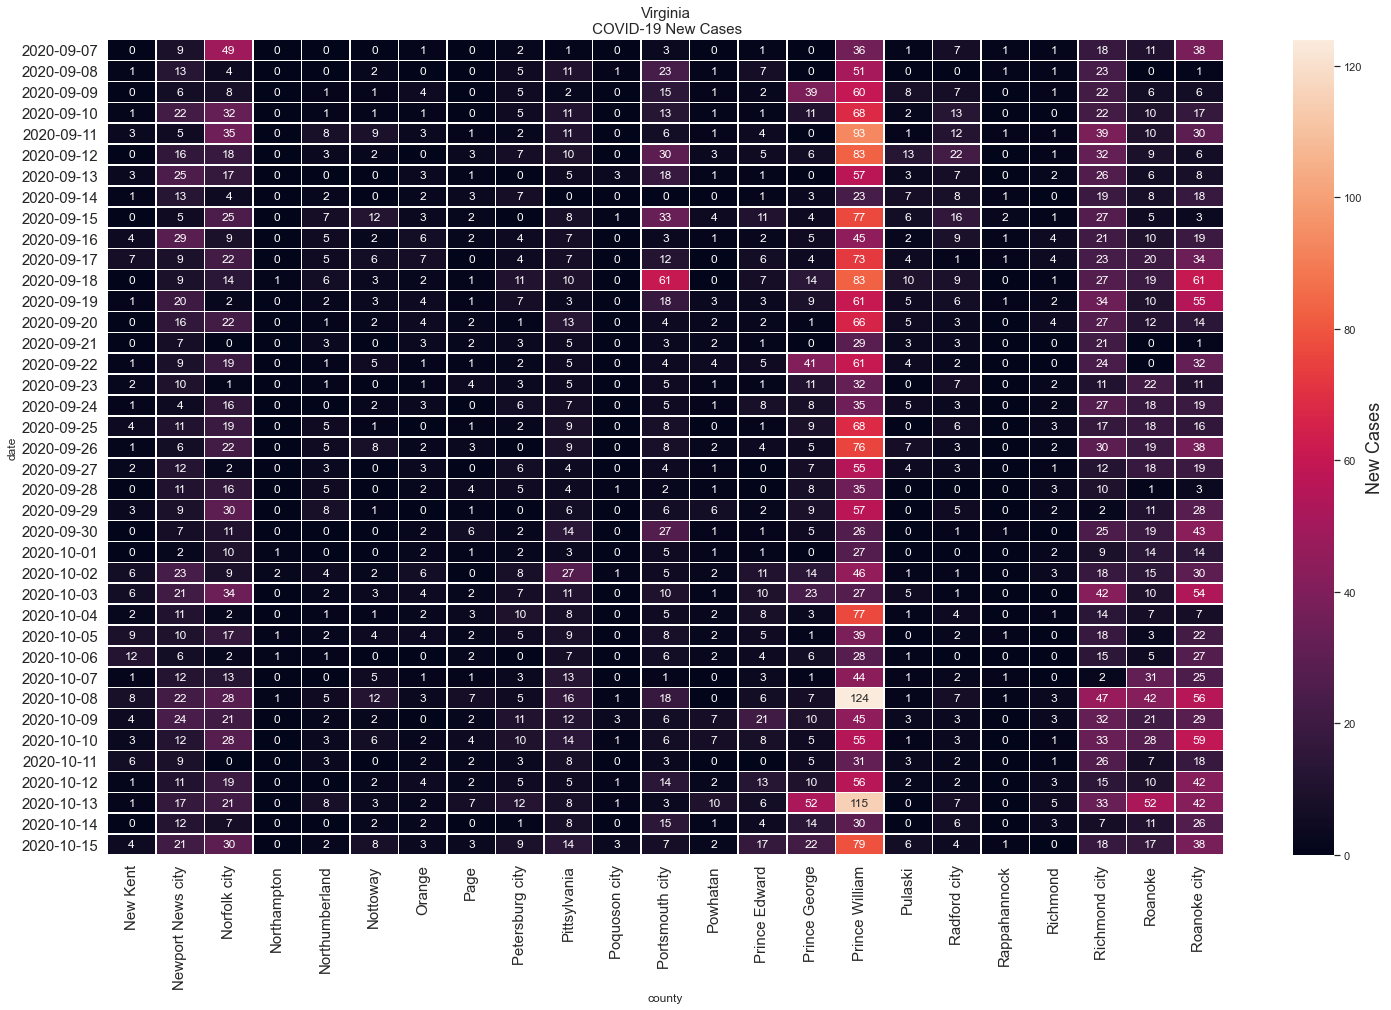 Virginia
COVID-19 New Cases
2020-09-07 0 9 49 0 0 0 1 0 2 1 0 3 0 1 0 36 1 7 1 1 18 11 38
2020-09-08 1 13 4 0 0 2 0 0 5 11 1 23 1 7 0 51 0 0 1 1 23 0 1
2020-09-09 0 6 8 0 1 1 4 0 5 2 0 15 1 2 39 60 8 7 0 1 22 6 6
2020-09-10 1 22 32 0 1 1 1 0 5 11 0 13 1 1 11 68 2 13 0 0 22 10 17
2020-09-11 3 5 35 0 8 9 3 1 2 11 0 6 1 4 0 93 1 12 1 1 39 10 30
2020-09-12 0 16 18 0 3 2 0 3 7 10 0 30 3 5 6 83 13 22 0 1 32 9 6
2020-09-13 3 25 17 0 0 0 3 1 0 5 3 18 1 1 0 57 3 7 0 2 26 6 8
2020-09-14 1 13 4 0 2 0 2 3 7 0 0 0 0 1 3 23 7 8 1 0 19 8 18
2020-09-15 0 5 25 0 7 12 3 2 0 8 1 33 4 11 4 77 6 16 2 1 27 5 3
2020-09-16 4 29 9 0 5 2 6 2 4 7 0 3 1 2 5 45 2 9 1 4 21 10 19
2020-09-17 7 9 22 0 5 6 7 0 4 7 0 12 0 6 4 73 4 1 1 4 23 20 34
2020-09-18 0 9 14 1 6 3 2 1 11 10 0 61 0 7 14 83 10 9 0 1 27 19 61
2020-09-19 1 20 2 0 2 3 4 1 7 3 0 18 3 3 9 61 5 6 1 2 34 10 55
2020-09-20 0 16 22 0 1 2 4 2 1 13 0 4 2 2 1 66 5 3 0 4 27 12 14
2020-09-21 0 7 0 0 3 0 3 2 3 5 0 3 2 1 0 29 3 3 0 0 21 0 1
2020-09-22 1 9 19 0 1 5 1 1 2 5 0 4 4 5 41 61 4 2 0 0 24 0 32
2020-09-23 2 10 1 0 1 0 1 4 3 5 0 5 1 1 11 32 0 7 0 2 11 22 11
2020-09-24 1 4 16 0 0 2 3 0 6 7 0 5 1 8 8 35 5 3 0 2 27 18 19
2020-09-25 4 11 19 0 5 1 0 1 2 9 0 8 0 1 9 68 0 6 0 3 17 18 16
2020-09-26 1 6 22 0 5 8 2 3 0 9 0 8 2 4 5 76 7 3 0 2 30 19 38
2020-09-27 2 12 2 0 3 0 3 0 6 4 0 4 1 0 7 55 4 3 0 1 12 18 19
2020-09-28 0 11 16 0 5 0 2 4 5 4 1 2 1 0 8 35 0 0 0 3 10 1 3
2020-09-29 3 9 30 0 8 1 0 1 0 6 0 6 6 2 9 57 0 5 0 2 2 11 28
2020-09-30 0 7 11 0 0 0 2 6 2 14 0 27 1 1 5 26 0 1 1 0 25 19 43
2020-10-01 0 2 10 1 0 0 2 1 2 3 0 5 1 1 0 27 0 0 0 2 9 14 14
2020-10-02 6 23 9 2 4 2 6 0 8 27 1 5 2 11 14 46 1 1 0 3 18 15 30
2020-10-03 6 21 34 0 2 3 4 2 7 11 0 10 1 10 23 27 5 1 0 0 42 10 54
2020-10-04 2 11 2 0 1 1 2 3 10 8 0 5 2 8 3 77 1 4 0 1 14 7 7
2020-10-05 9 10 17 1 2 4 4 2 5 9 0 8 2 5 1 39 0 2 1 0 18 3 22
2020-10-06 12 6 2 1 1 0 0 2 0 7 0 6 2 4 6 28 1 0 0 0 15 5 27
2020-10-07 1 12 13 0 0 5 1 1 3 13 0 1 0 3 1 44 1 2 1 0 2 31 25
2020-10-08 8 22 28 1 5 12 3 7 5 16 1 18 0 6 7 124 1 7 1 3 47 42 56
2020-10-09 4 24 21 0 2 2 0 2 11 12 3 6 7 21 10 45 3 3 0 3 32 21 29
2020-10-10 3 12 28 0 3 6 2 4 10 14 1 6 7 8 5 55 1 3 0 1 33 28 59
2020-10-11 6 9 0 0 3 0 2 2 3 8 0 3 0 0 5 31 3 2 0 1 26 7 18
2020-10-12 1 11 19 0 0 2 4 2 5 5 1 14 2 13 10 56 2 2 0 3 15 10 42
2020-10-13 1 17 21 0 8 3 2 7 12 8 1 3 10 6 52 115 0 7 0 5 33 52 42
2020-10-14 0 12 7 0 0 2 2 0 1 8 0 15 1 4 14 30 0 6 0 3 7 11 26
2020-10-15 4 21 30 0 2 8 3 3 9 14 3 7 2 17 22 79 6 4 1 0 18 17 38
date
New Kent
Newport News city
Norfolk city
Northampton
Northumberland
Nottoway
Orange
Page
Petersburg city
Pittsylvania
Poquoson city
Portsmouth city
Powhatan
Prince Edward
Prince George
Prince William
Pulaski
Radford city
Rappahannock
Richmond
Richmond city
Roanoke
Roanoke city
county
120
100
80
60
40
20
0
New Cases